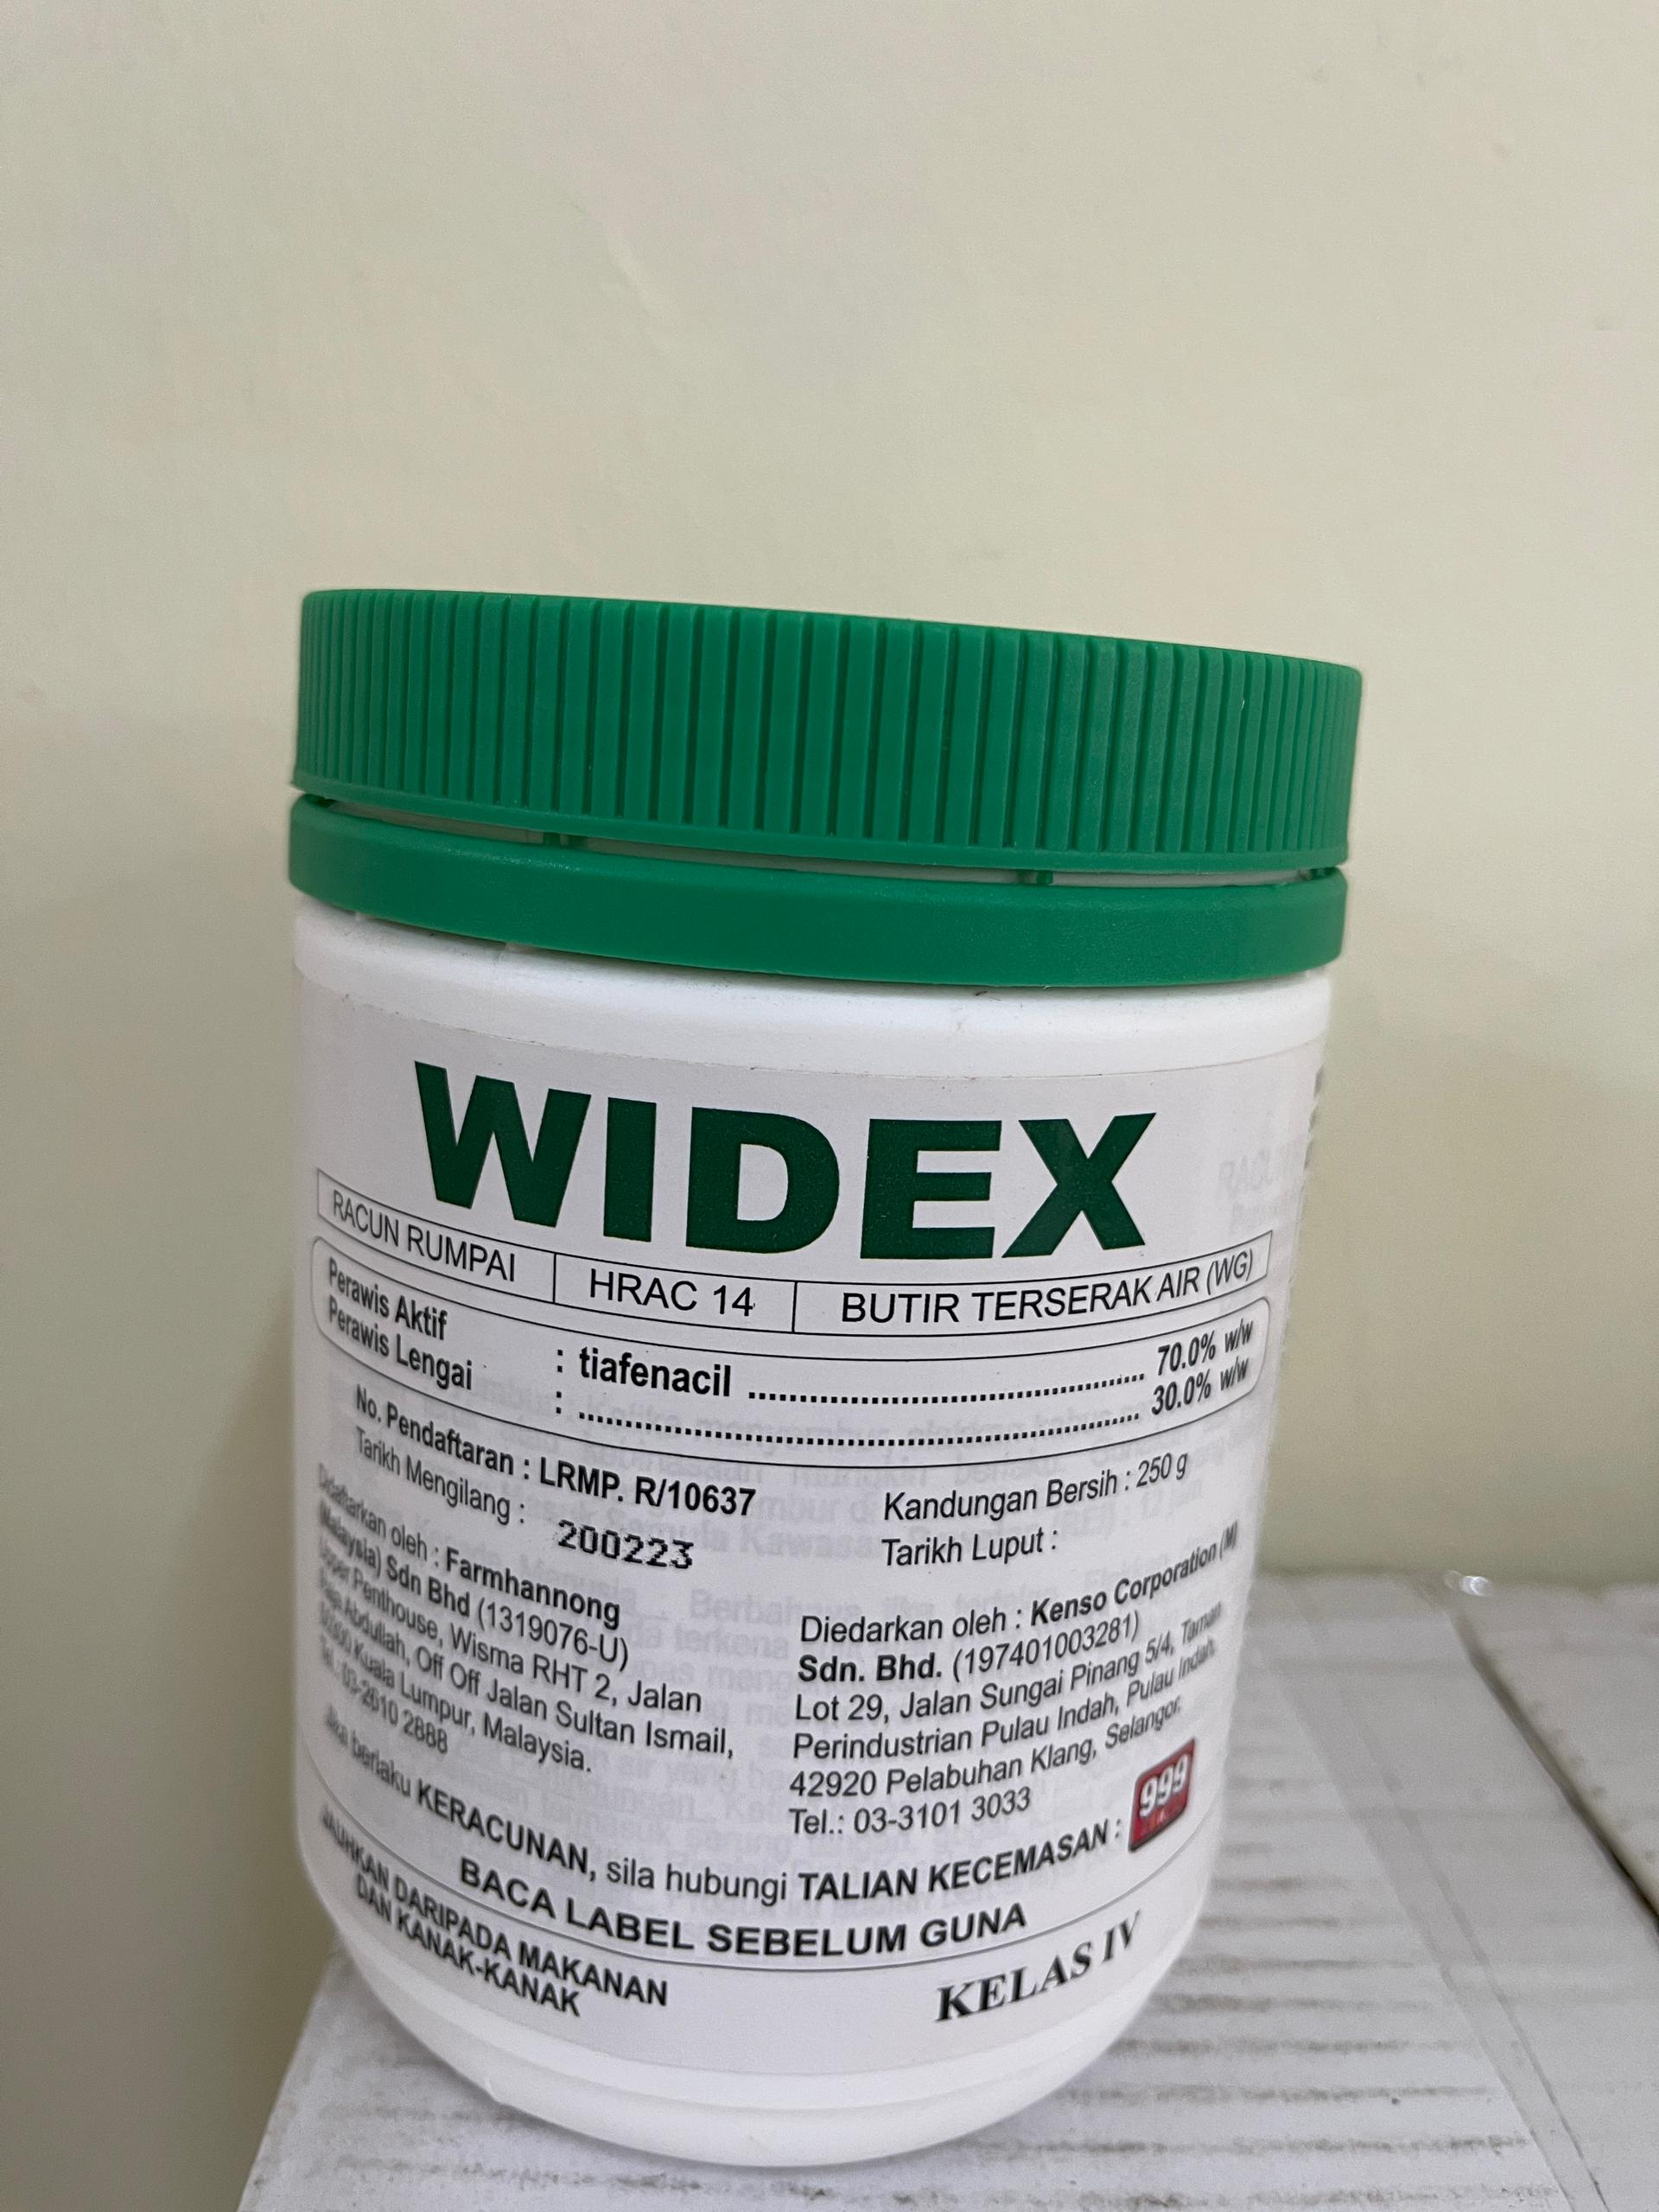 WIDEX
RACUN RUMPAI HRAC 14 BUTIR TERSERAK AIR (WG)
Perawis Aktif : tiafenacil .................................................. 70.0% w/w
Perawis Lengai : .................................................................. 30.0% w/w
No. Pendaftaran : LRMP. R/10637
Tarikh Mengilang :
200223
Kandungan Bersih : 250 g
Tarikh Luput :
Didaftarkan oleh : Farmhannong
(Malaysia) Sdn Bhd (1319076-U)
Upper Penthouse, Wisma RHT 2, Jalan
Raja Abdullah, Off Off Jalan Sultan Ismail,
Kuala Lumpur, Malaysia.
Tel.: 03-2610 2888
Diedarkan oleh : Kenso Corporation (M)
Sdn. Bhd. (197401003281)
Lot 29, Jalan Sungai Pinang 5/4, Taman
Perindustrian Pulau Indah, Pulau Indah,
42920 Pelabuhan Klang, Selangor.
Tel.: 03-3101 3033
Jika berlaku KERACUNAN, sila hubungi TALIAN KECEMASAN : 999
BACA LABEL SEBELUM GUNA
JAUHKAN DARIPADA MAKANAN
DAN KANAK-KANAK
KELAS IV